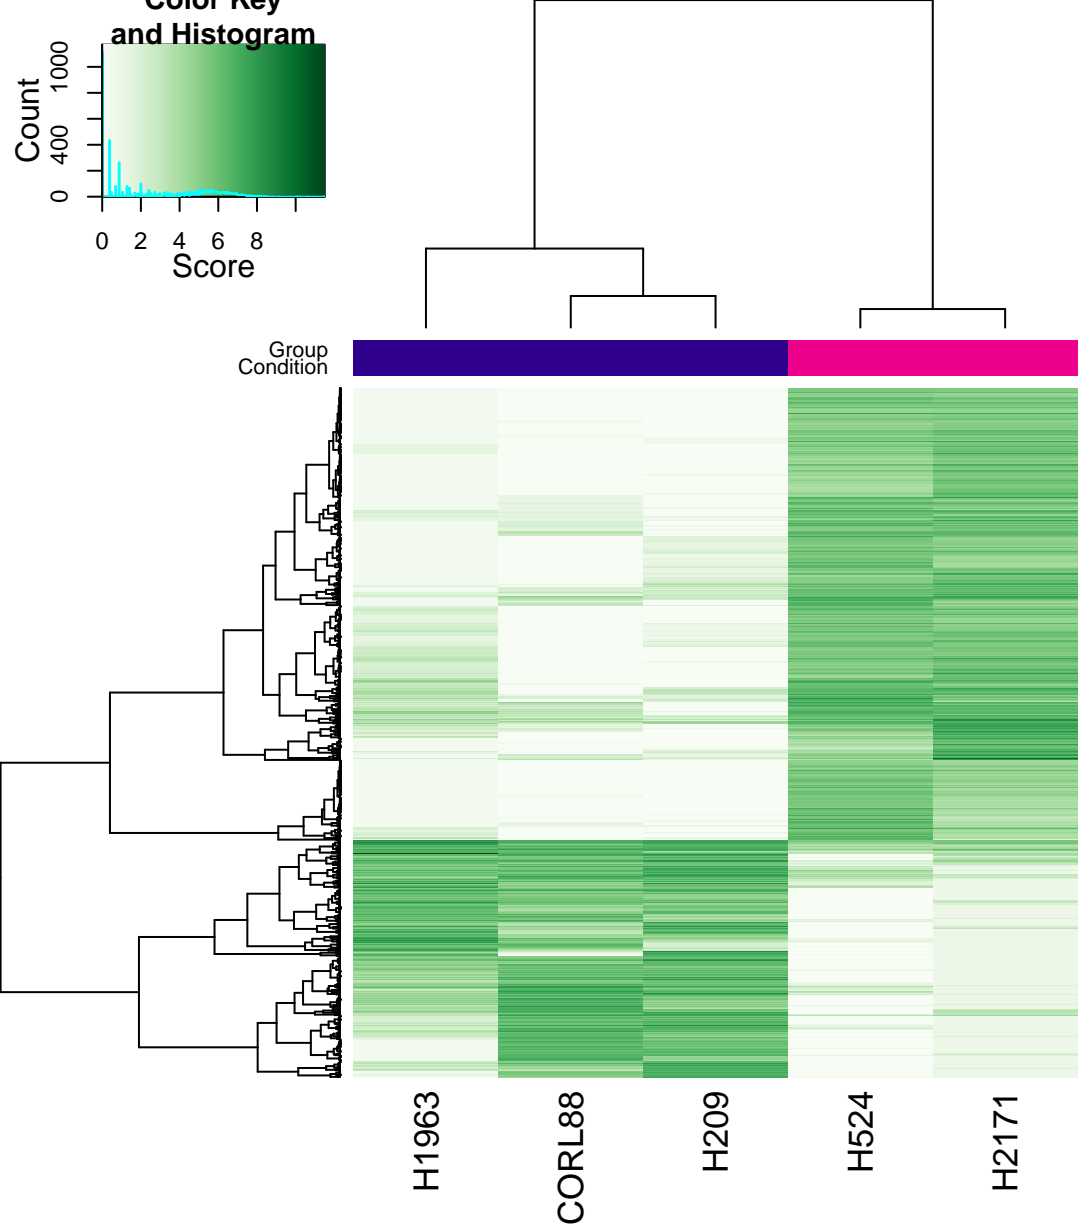 Color Key
and Histogram
Count
0 400 1000
0 2 4 6 8
Score
Group
Condition
H1963
CORL88
H209
H524
H2171